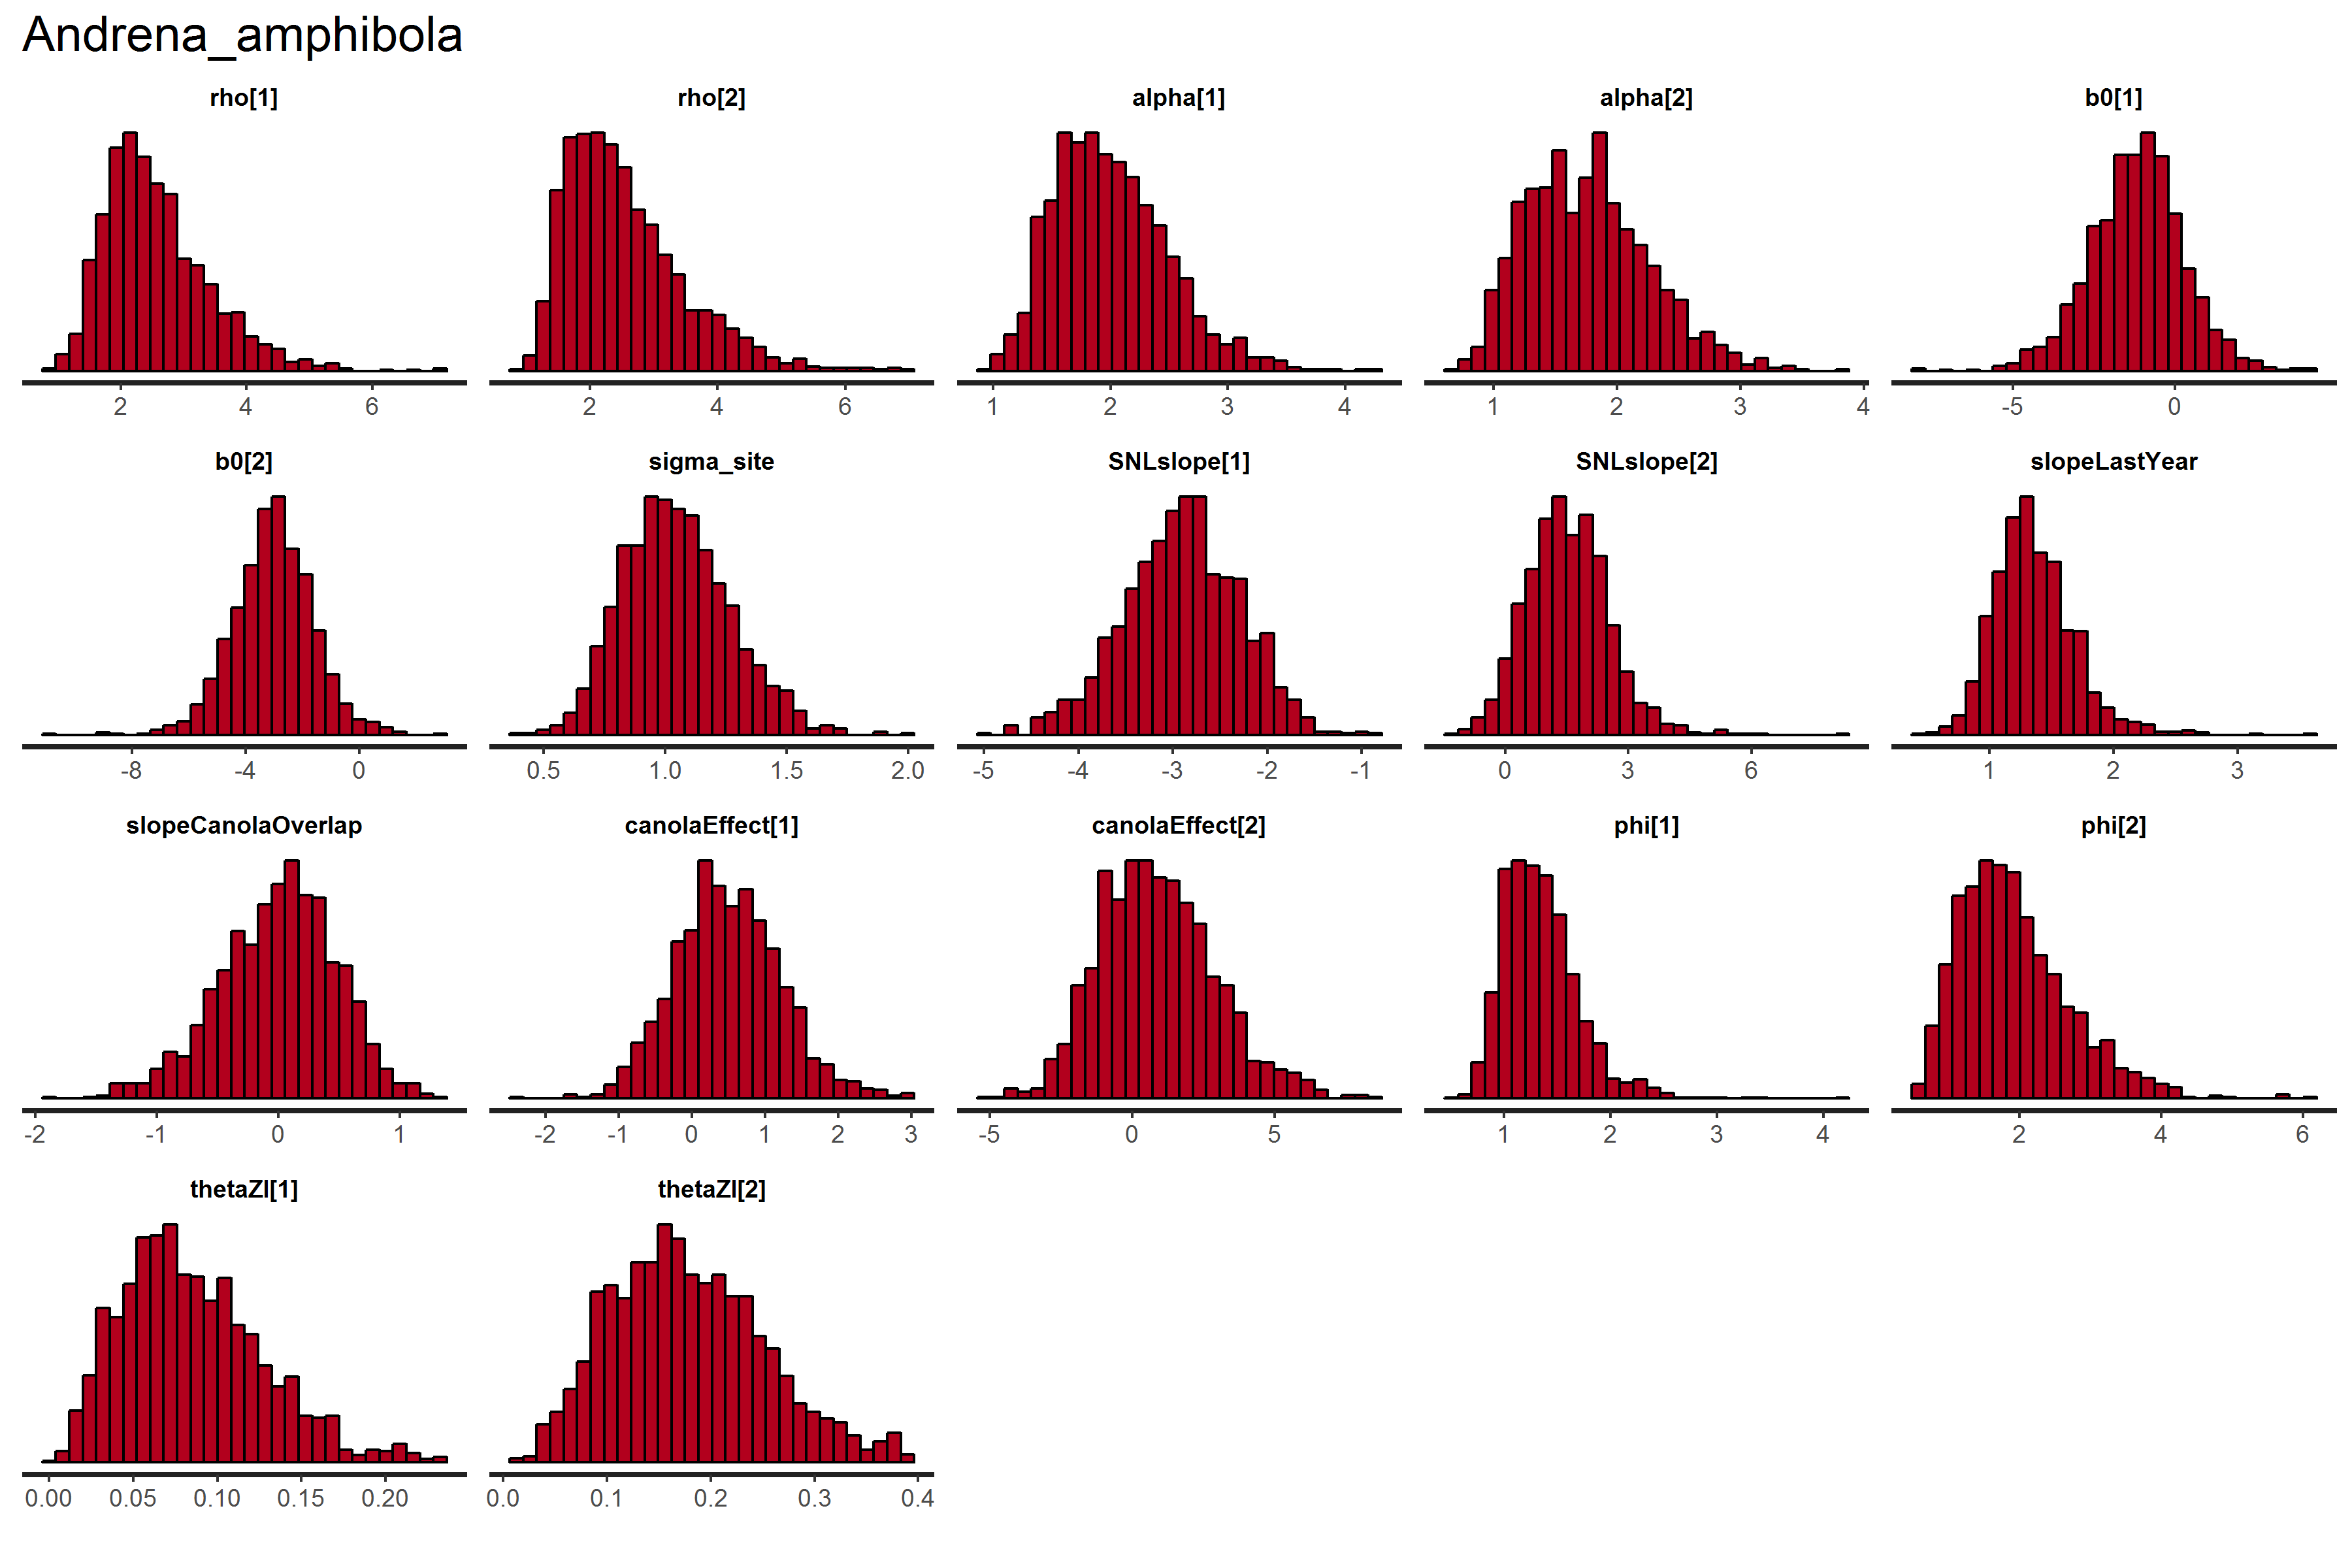 Andrena_amphibola
rho[1] rho[2] alpha[1] alpha[2] b0[1]
2 4 6 2 4 6 1 2 3 4 1 2 3 4 -5 0
b0[2] sigma_site SNLslope[1] SNLslope[2] slopeLastYear
-8 -4 0 0.5 1.0 1.5 2.0 -5 -4 -3 -2 -1 0 3 6 1 2 3
slopeCanolaOverlap canolaEffect[1] canolaEffect[2] phi[1] phi[2]
-2 -1 0 1 -2 -1 0 1 2 3 -5 0 5 1 2 3 4 2 4 6
thetaZI[1] thetaZI[2]
0.00 0.05 0.10 0.15 0.20 0.0 0.1 0.2 0.3 0.4